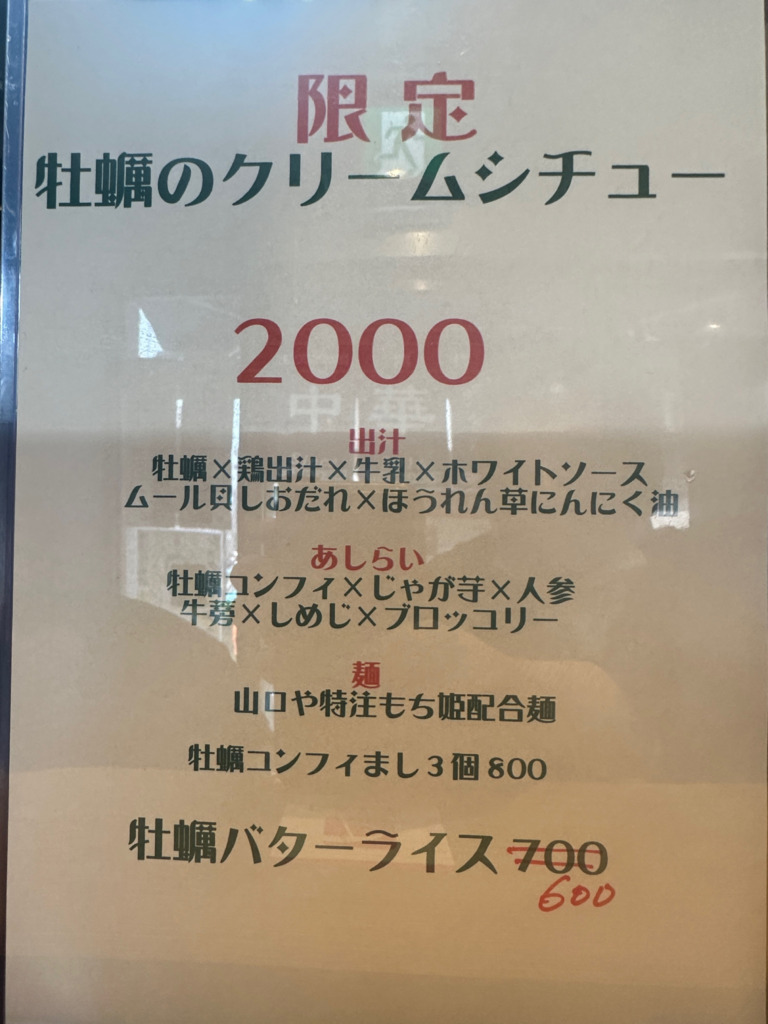 限定
牡蠣のクリームシチュー
2000
中華
出汁
牡蠣×鶏出汁×牛乳×ホワイトソース
ムール貝しおだれ×ほうれん草にんにく油
あしらい
牡蠣コンフィ×じゃが芋×人参
牛蒡×しめじ×ブロッコリー
麺
山口や特注もち姫配合麺
牡蠣コンフィまし3個800
牡蠣バターライス 700
600